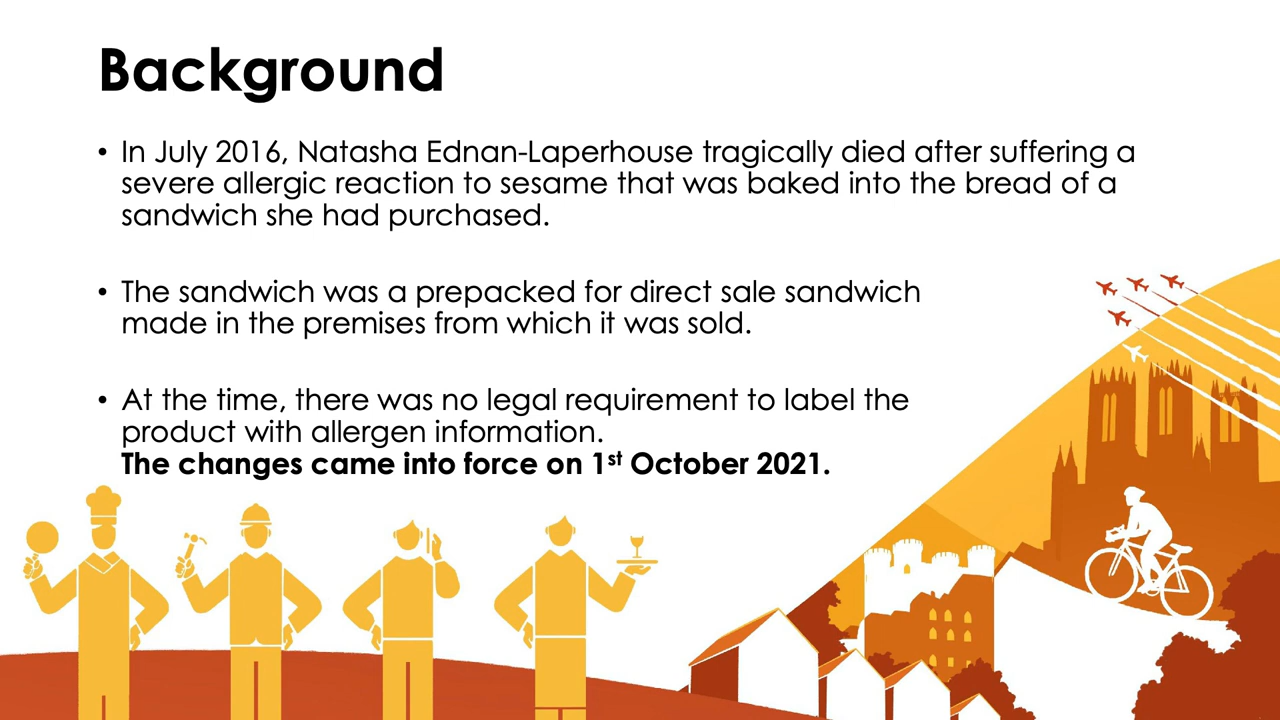 Background
• In July 2016, Natasha Ednan-Laperhouse tragically died after suffering a
severe allergic reaction to sesame that was baked into the bread of a
sandwich she had purchased.
• The sandwich was a prepacked for direct sale sandwich
made in the premises from which it was sold.
• At the time, there was no legal requirement to label the
product with allergen information.
The changes came into force on 1st October 2021.